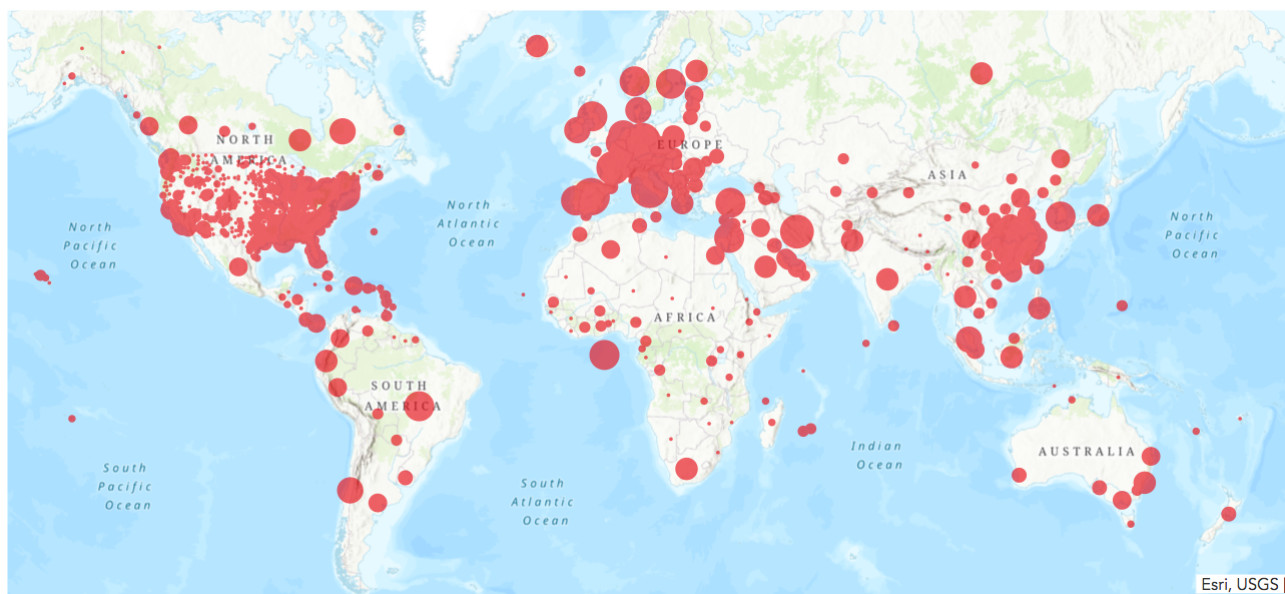 NORTH
AMERICA
EUROPE
ASIA
North
Pacific
Ocean
North
Atlantic
Ocean
North
Pacific
Ocean
AFRICA
SOUTH
AMERICA
Indian
Ocean
AUSTRALIA
South
Pacific
Ocean
South
Atlantic
Ocean
Esri, USGS